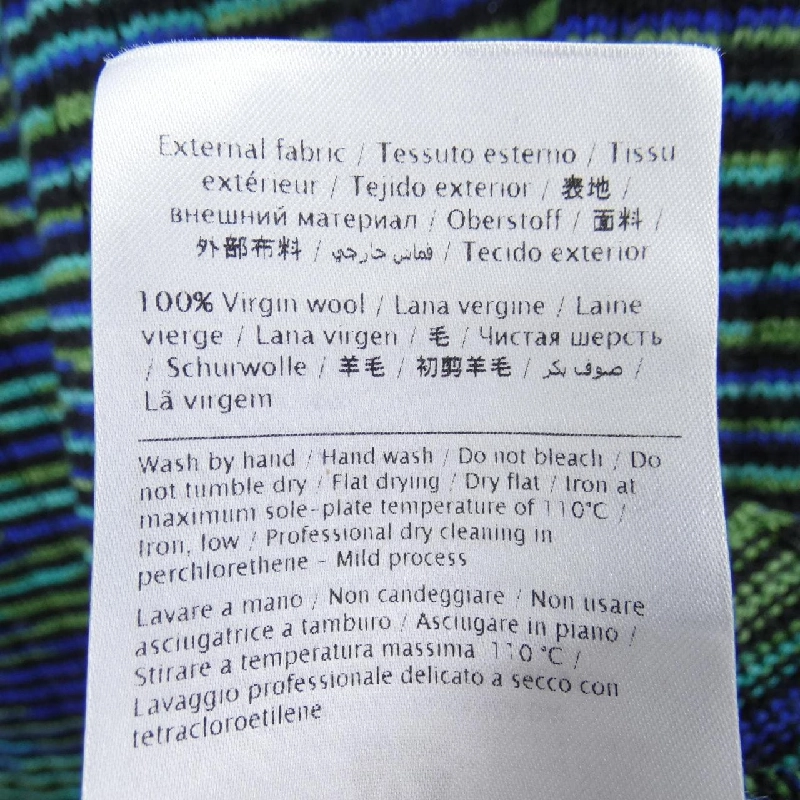 External fabric / Tessuto esterno / Tissu
extérieur / Tejido exterior / 表地 /
внешний материал / Oberstoff / 面料 /
外部布料 / قماش خارجي / Tecido exterior
100% Virgin wool / Lana vergine / Laine
vierge / Lana virgen / 毛 / Чистая шерсть
/ Schurwolle / 羊毛 / 初剪羊毛 / صوف بكر /
Lã virgem
Wash by hand / Hand wash / Do not bleach / Do
not tumble dry / Flat drying / Dry flat / Iron at
maximum sole-plate temperature of 110°C /
Iron, low / Professional dry cleaning in
perchlorethene - Mild process
Lavare a mano / Non candeggiare / Non usare
asciugatrice a tamburo / Asciugare in piano /
Stirare a temperatura massima 110 °C /
Lavaggio professionale delicato a secco con
tetracloroetilene